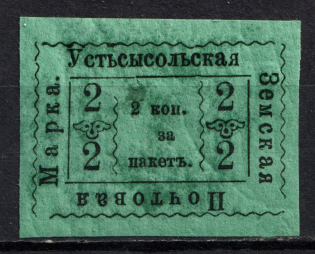 Устьсысольская
Земская
Почтовая
Марка.
2
2
2 коп.
за
пакетъ.
2
2